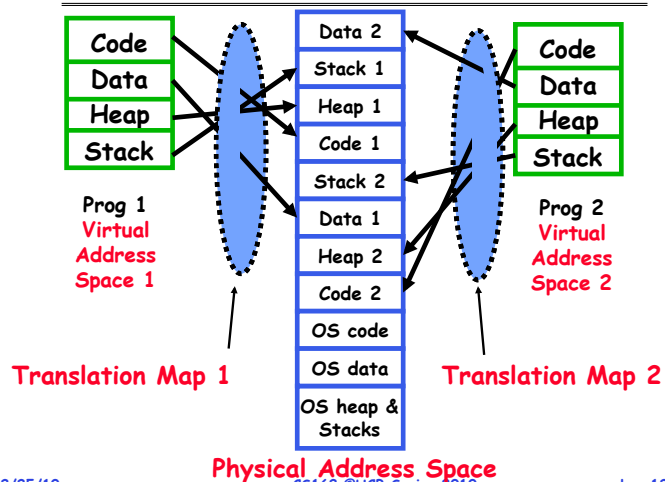 Code
Data
Heap
Stack
Prog 1
Virtual
Address
Space 1
Translation Map 1
Data 2
Stack 1
Heap 1
Code 1
Stack 2
Data 1
Heap 2
Code 2
OS code
OS data
OS heap &
Stacks
Physical Address Space
Code
Data
Heap
Stack
Prog 2
Virtual
Address
Space 2
Translation Map 2